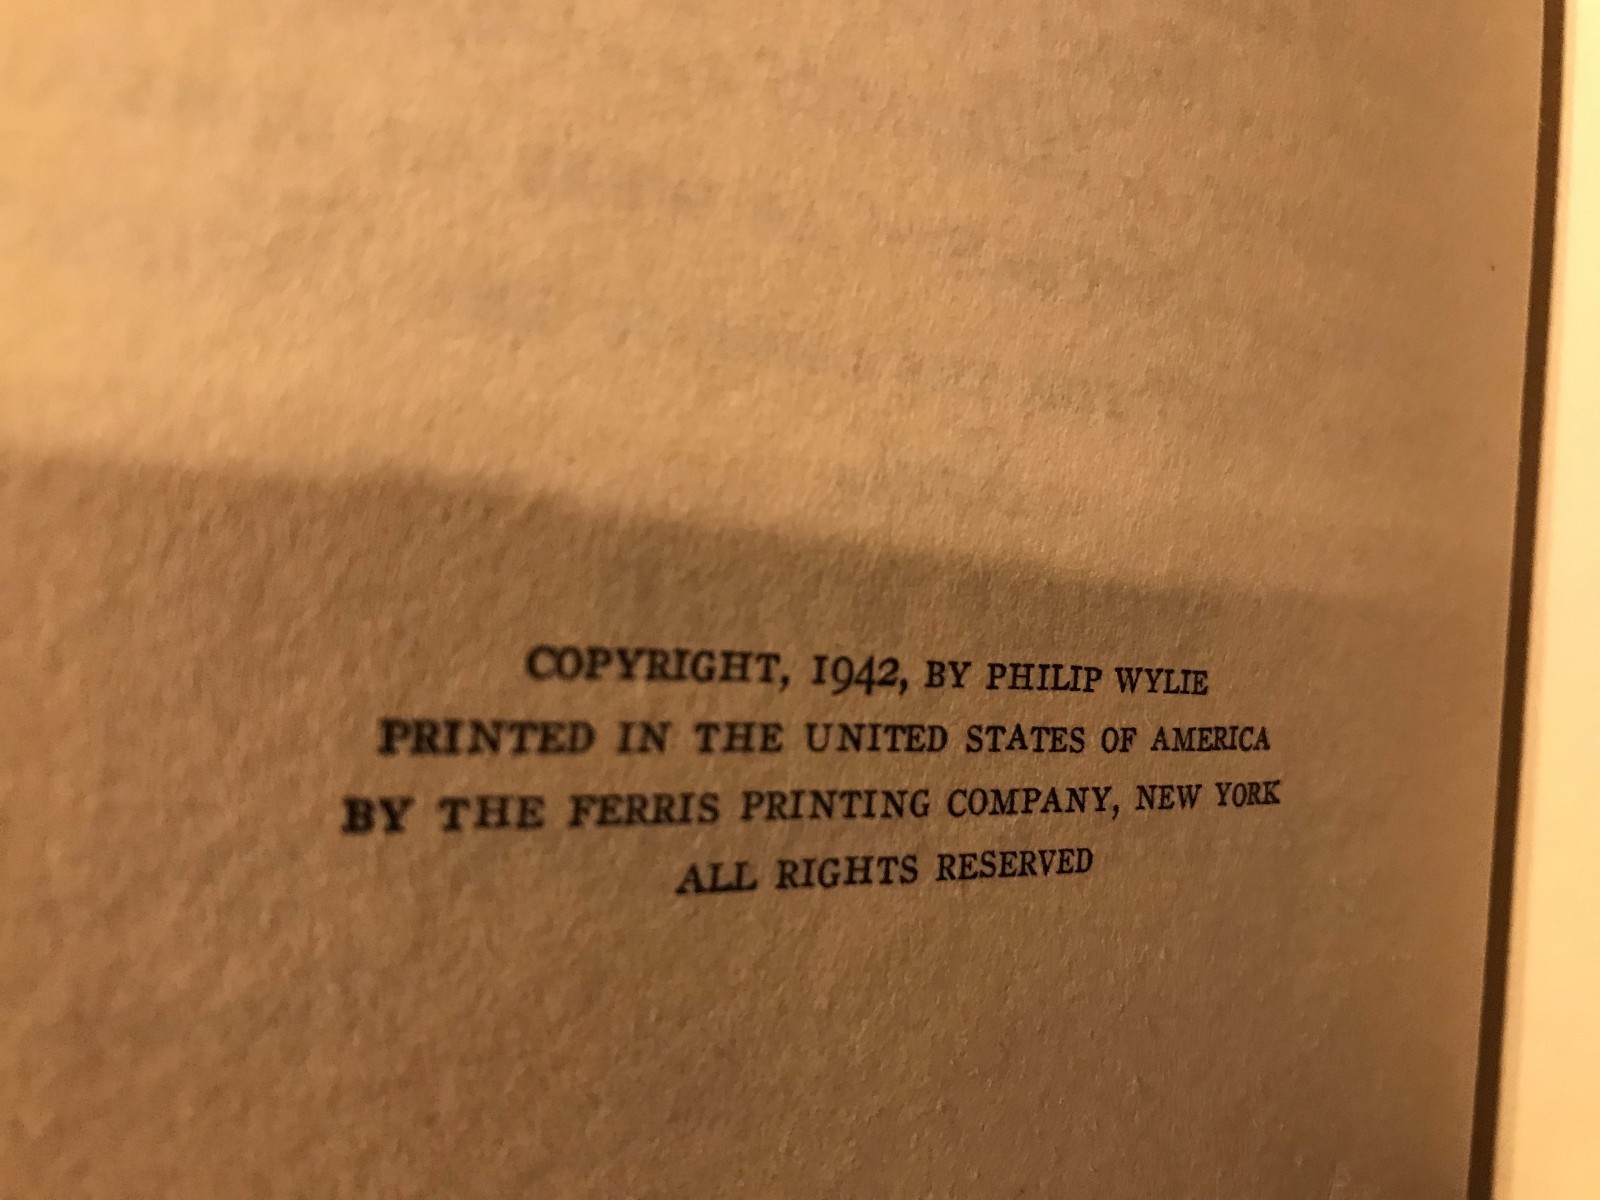 COPYRIGHT, 1942, BY PHILIP WYLIE
PRINTED IN THE UNITED STATES OF AMERICA
BY THE FERRIS PRINTING COMPANY, NEW YORK
ALL RIGHTS RESERVED